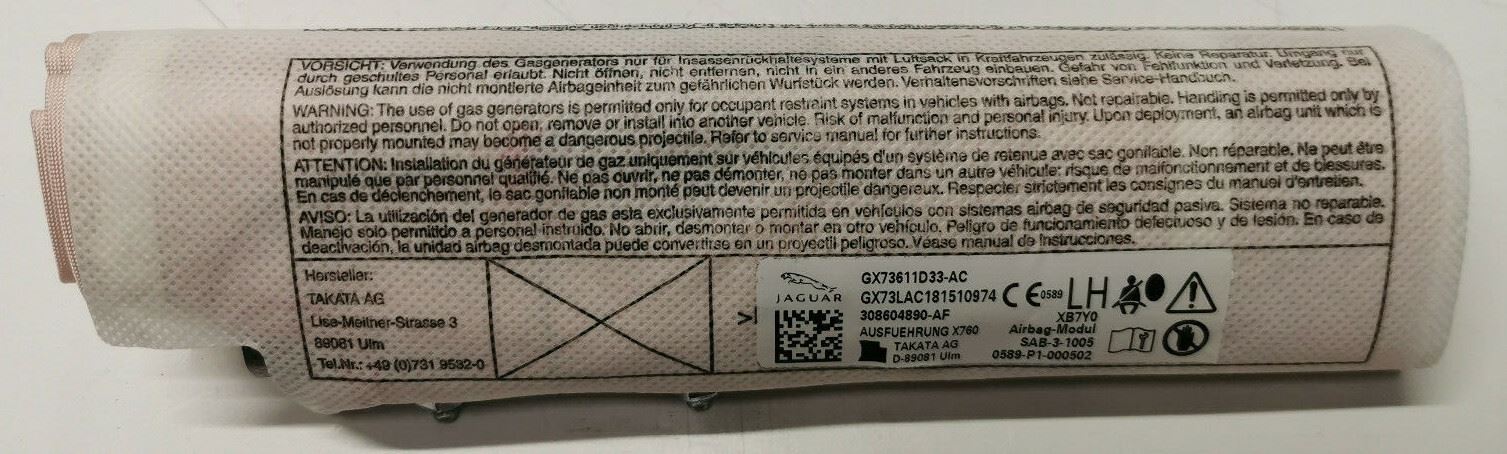 VORSICHT: Verwendung des Gasgenerators nur für Insassenrückhaltesysteme mit Luftsack in Kraftfahrzeugen zulässig. Keine Reparatur. Umgang nur
durch geschultes Personal erlaubt. Nicht öffnen, nicht entfernen, nicht in ein anderes Fahrzeug einbauen. Gefahr von Fehlfunktion und Verletzung. Bei
Auslösung kann die nicht montierte Airbageinheit zum gefährlichen Wurfstück werden. Verhaltensvorschriften siehe Service-Handbuch.
WARNING: The use of gas generators is permitted only for occupant restraint systems in vehicles with airbags. Not repairable. Handling is permitted only by
authorized personnel. Do not open, remove or install into another vehicle. Risk of malfunction and personal injury. Upon deployment, an airbag unit which is
not properly mounted may become a dangerous projectile. Refer to service manual for further instructions.
ATTENTION: Installation du générateur de gaz uniquement sur véhicules équipés d'un système de retenue avec sac gonflable. Non réparable. Ne peut être
manipulé que par personnel qualifié. Ne pas ouvrir, ne pas démonter, ne pas monter dans un autre véhicule: risque de malfonctionnement et de blessures.
En cas de déclenchement, le sac gonflable non monté peut devenir un projectile dangereux. Respecter strictement les consignes du manuel d'entretien.
AVISO: La utilización del generador de gas esta exclusivamente permitida en vehículos con sistemas airbag de seguridad pasiva. Sistema no reparable.
Manejo solo permitido a personal instruido. No abrir, desmontar o montar en otro vehículo. Peligro de funcionamiento defectuoso y de lesión. En caso de
deactivación, la unidad airbag desmontada puede convertirse en un proyectil peligroso. Véase manual de Instrucciones.
Hersteller:
TAKATA AG
Lise-Meitner-Strasse 3
89081 Ulm
Tel.Nr.: +49 (0)731 9532-0
>
JAGUAR
GX73611D33-AC
GX73LAC181510974 CE 0589 LH
308604890-AF XB7Y0
AUSFUEHRUNG X760 Airbag-Modul
TAKATA AG SAB-3-1005
D-89081 Ulm 0589-P1-000502